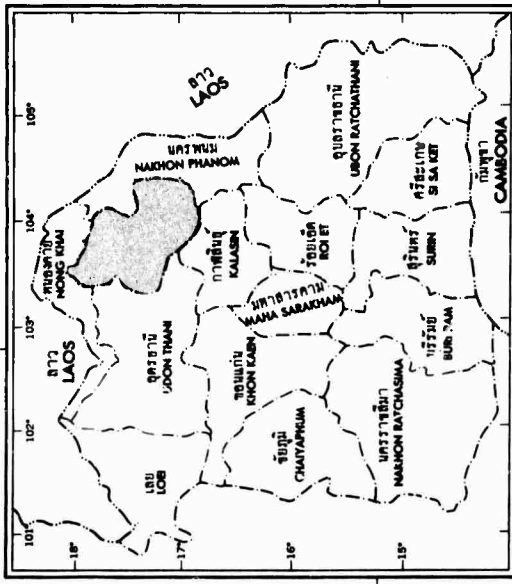 101°
102°
103°
104°
105°
18°
17°
16°
15°
ลาว
LAOS
หนองคาย
NONG KHAI
ลาว
LAOS
นครพนม
NAKHON PHANOM
เลย
LOEI
อุดรธานี
UDON THANI
กาฬสินธุ์
KALASIN
ขอนแก่น
KHON KAEN
มหาสารคาม
MAHA SARAKHAM
ร้อยเอ็ด
ROI ET
อุบลราชธานี
UBON RATCHATHANI
ชัยภูมิ
CHAIYAPHUM
นครราชสีมา
NAKHON RATCHASIMA
บุรีรัมย์
BURI RAM
สุรินทร์
SURIN
ศรีสะเกษ
SI SA KET
กัมพูชา
CAMBODIA